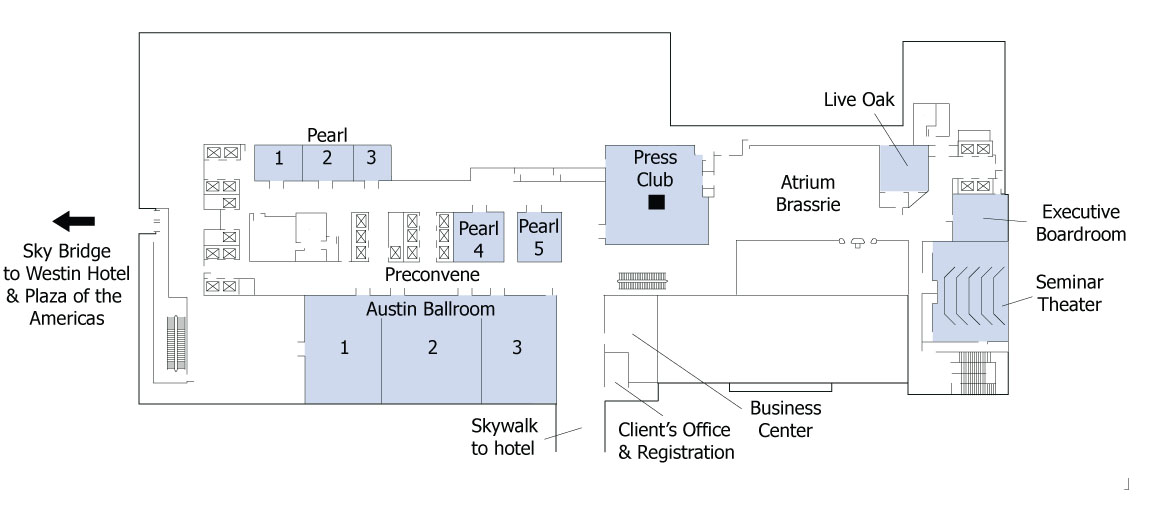 Live Oak
Pearl
1
2
3
Press
Club
Atrium
Brassrie
Executive
Boardroom
Pearl
4
Pearl
5
Sky Bridge
to Westin Hotel
& Plaza of the
Americas
Preconvene
Seminar
Theater
Austin Ballroom
1
2
3
Business
Center
Skywalk
to hotel
Client's Office
& Registration